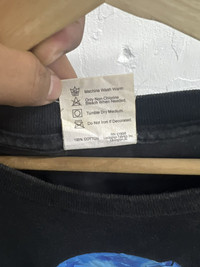 Machine Wash Warm
Only Non-Chlorine
Bleach When Needed
Tumble Dry Medium
Do Not Iron If Decorated
100% COTTON